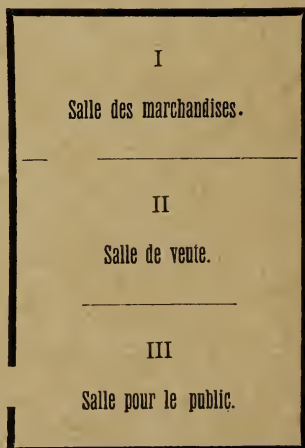 I
Salle des marchandises.
II
Salle de vente.
III
Salle pour le public.